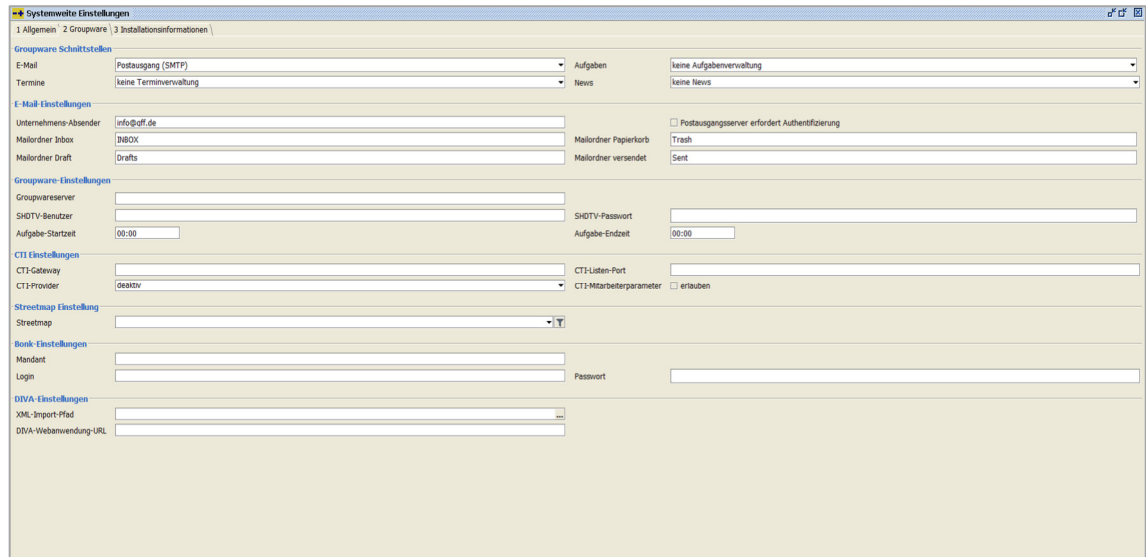 Systemweite Einstellungen
1 Allgemein 2 Groupware 3 Installationsinformationen
Groupware Schnittstellen
E-Mail Postausgang (SMTP) Aufgaben keine Aufgabenverwaltung
Termine keine Terminverwaltung News keine News
E-Mail-Einstellungen
Unternehmens-Absender info@qff.de Postausgangsserver erfordert Authentifizierung
Mailordner Inbox INBOX Mailordner Papierkorb Trash
Mailordner Draft Drafts Mailordner versendet Sent
Groupware-Einstellungen
Groupwareserver
SHDTV-Benutzer SHDTV-Passwort
Aufgabe-Startzeit 00:00 Aufgabe-Endzeit 00:00
CTI Einstellungen
CTI-Gateway CTI-Listen-Port
CTI-Provider deaktiv CTI-Mitarbeiterparameter erlauben
Streetmap Einstellung
Streetmap
Bonk-Einstellungen
Mandant
Login Passwort
DIVA-Einstellungen
XML-Import-Pfad ...
DIVA-Webanwendung-URL